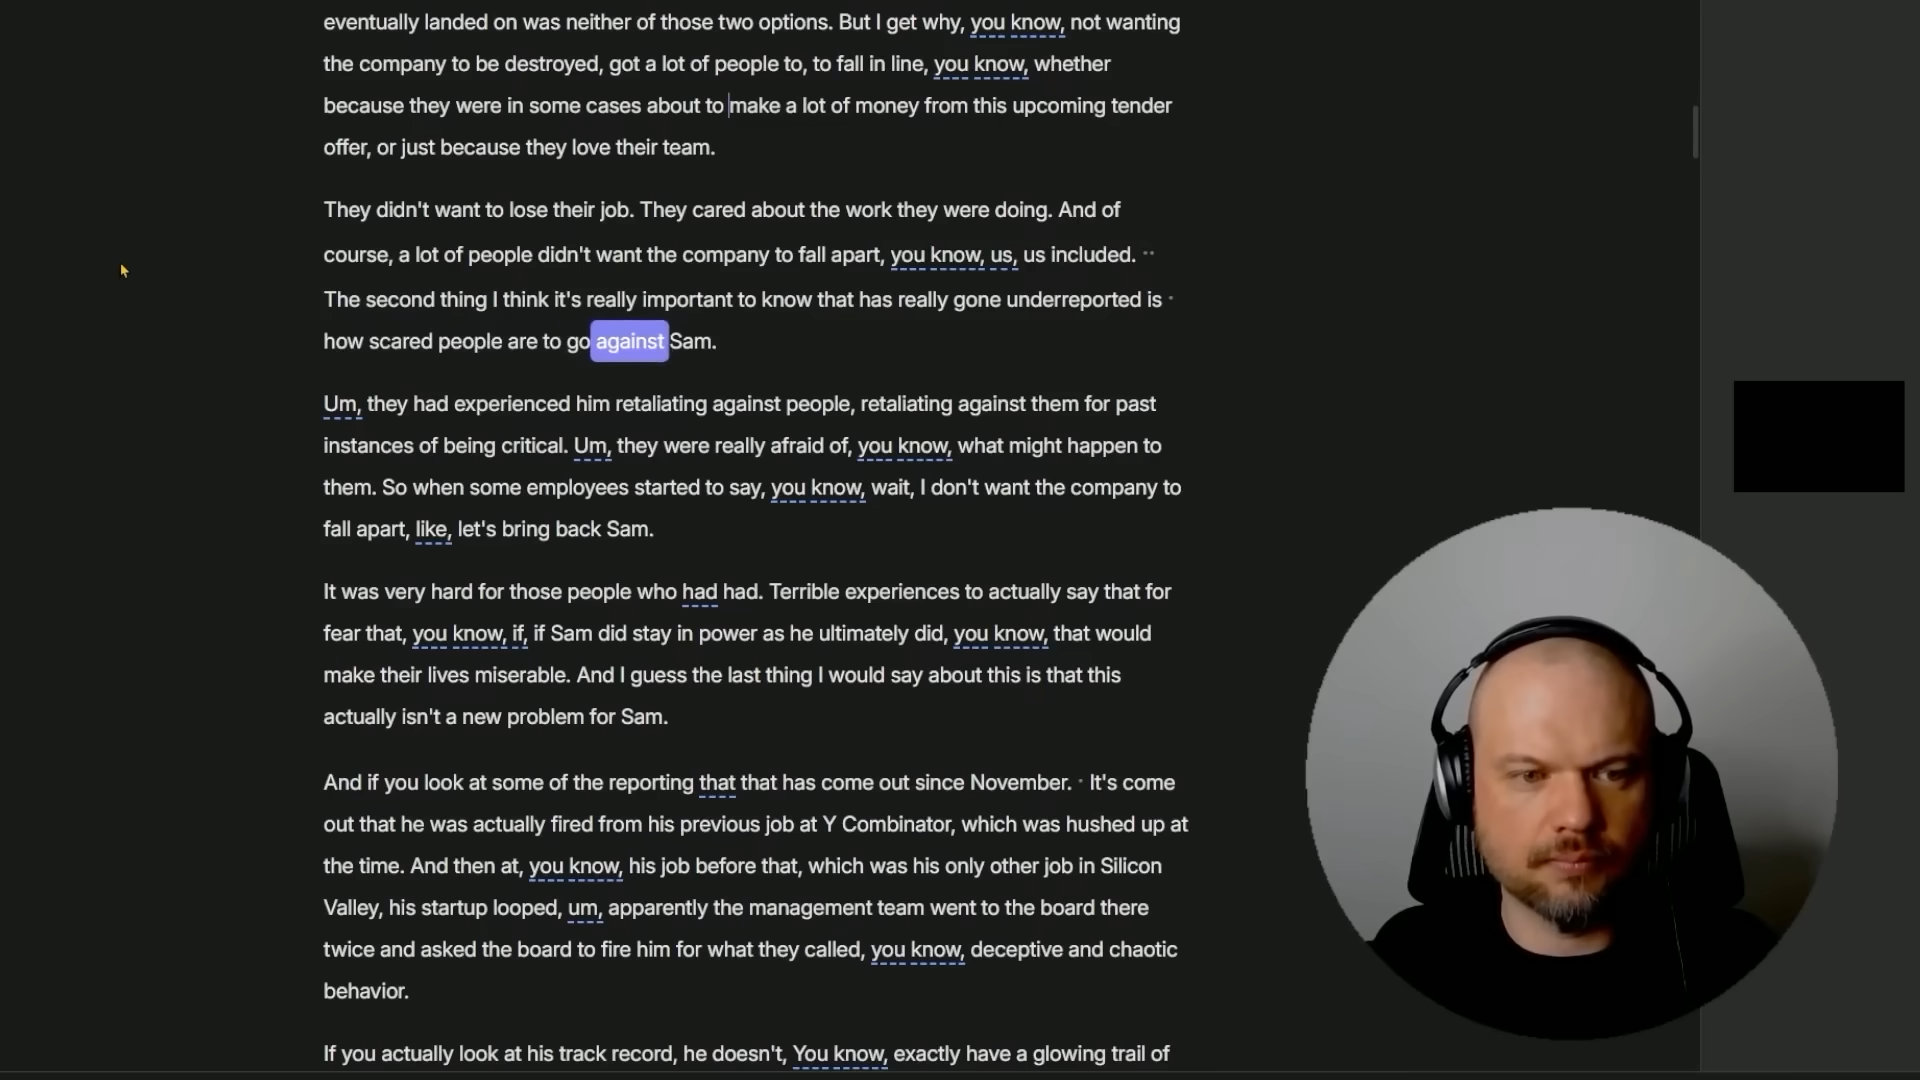 eventually landed on was neither of those two options. But I get why, you know, not wanting
the company to be destroyed, got a lot of people to, to fall in line, you know, whether
because they were in some cases about to make a lot of money from this upcoming tender
offer, or just because they love their team.
They didn't want to lose their job. They cared about the work they were doing. And of
course, a lot of people didn't want the company to fall apart, you know, us, us included. ··
The second thing I think it's really important to know that has really gone underreported is ·
how scared people are to go against Sam.
Um, they had experienced him retaliating against people, retaliating against them for past
instances of being critical. Um, they were really afraid of, you know, what might happen to
them. So when some employees started to say, you know, wait, I don't want the company to
fall apart, like, let's bring back Sam.
It was very hard for those people who had had. Terrible experiences to actually say that for
fear that, you know, if, if Sam did stay in power as he ultimately did, you know, that would
make their lives miserable. And I guess the last thing I would say about this is that this
actually isn't a new problem for Sam.
And if you look at some of the reporting that that has come out since November. · It's come
out that he was actually fired from his previous job at Y Combinator, which was hushed up at
the time. And then at, you know, his job before that, which was his only other job in Silicon
Valley, his startup looped, um, apparently the management team went to the board there
twice and asked the board to fire him for what they called, you know, deceptive and chaotic
behavior.
If you actually look at his track record, he doesn't, You know, exactly have a glowing trail of